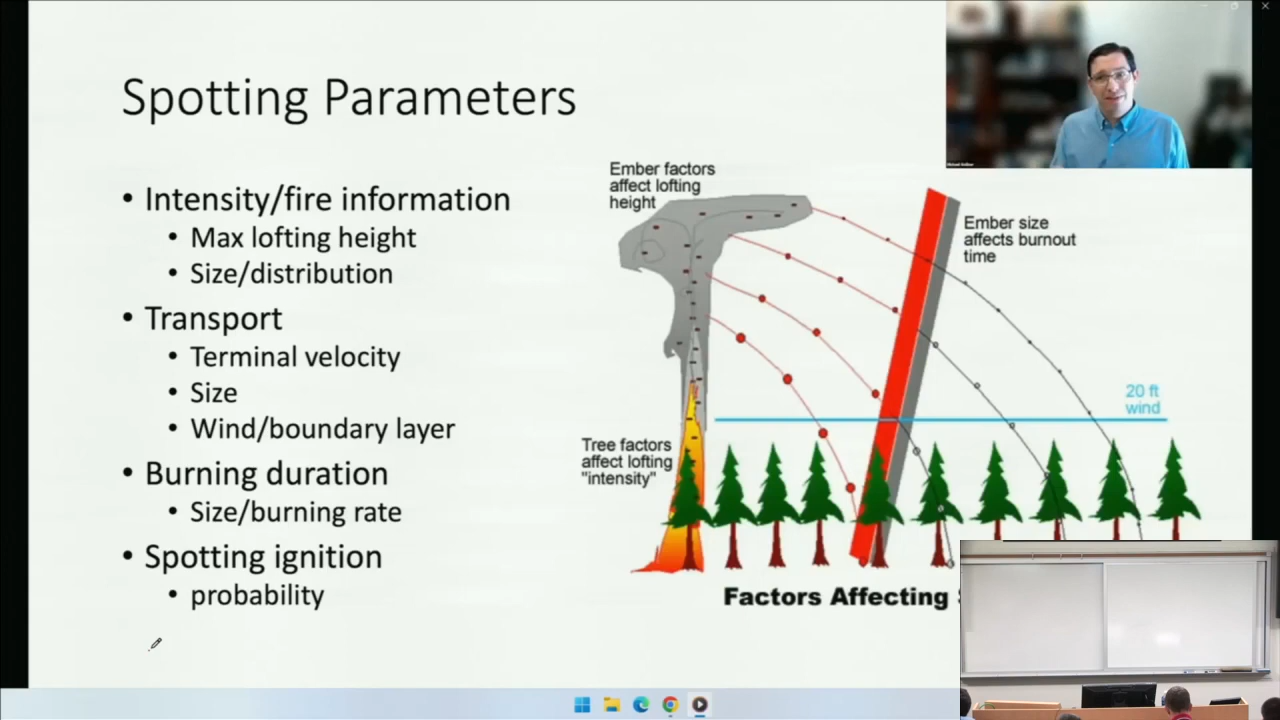 Spotting Parameters
• Intensity/fire information
• Max lofting height
• Size/distribution
• Transport
• Terminal velocity
• Size
• Wind/boundary layer
• Burning duration
• Size/burning rate
• Spotting ignition
• probability
Ember factors
affect lofting
height
Ember size
affects burnout
time
20 ft
wind
Tree factors
affect lofting
"intensity"
Factors Affecting